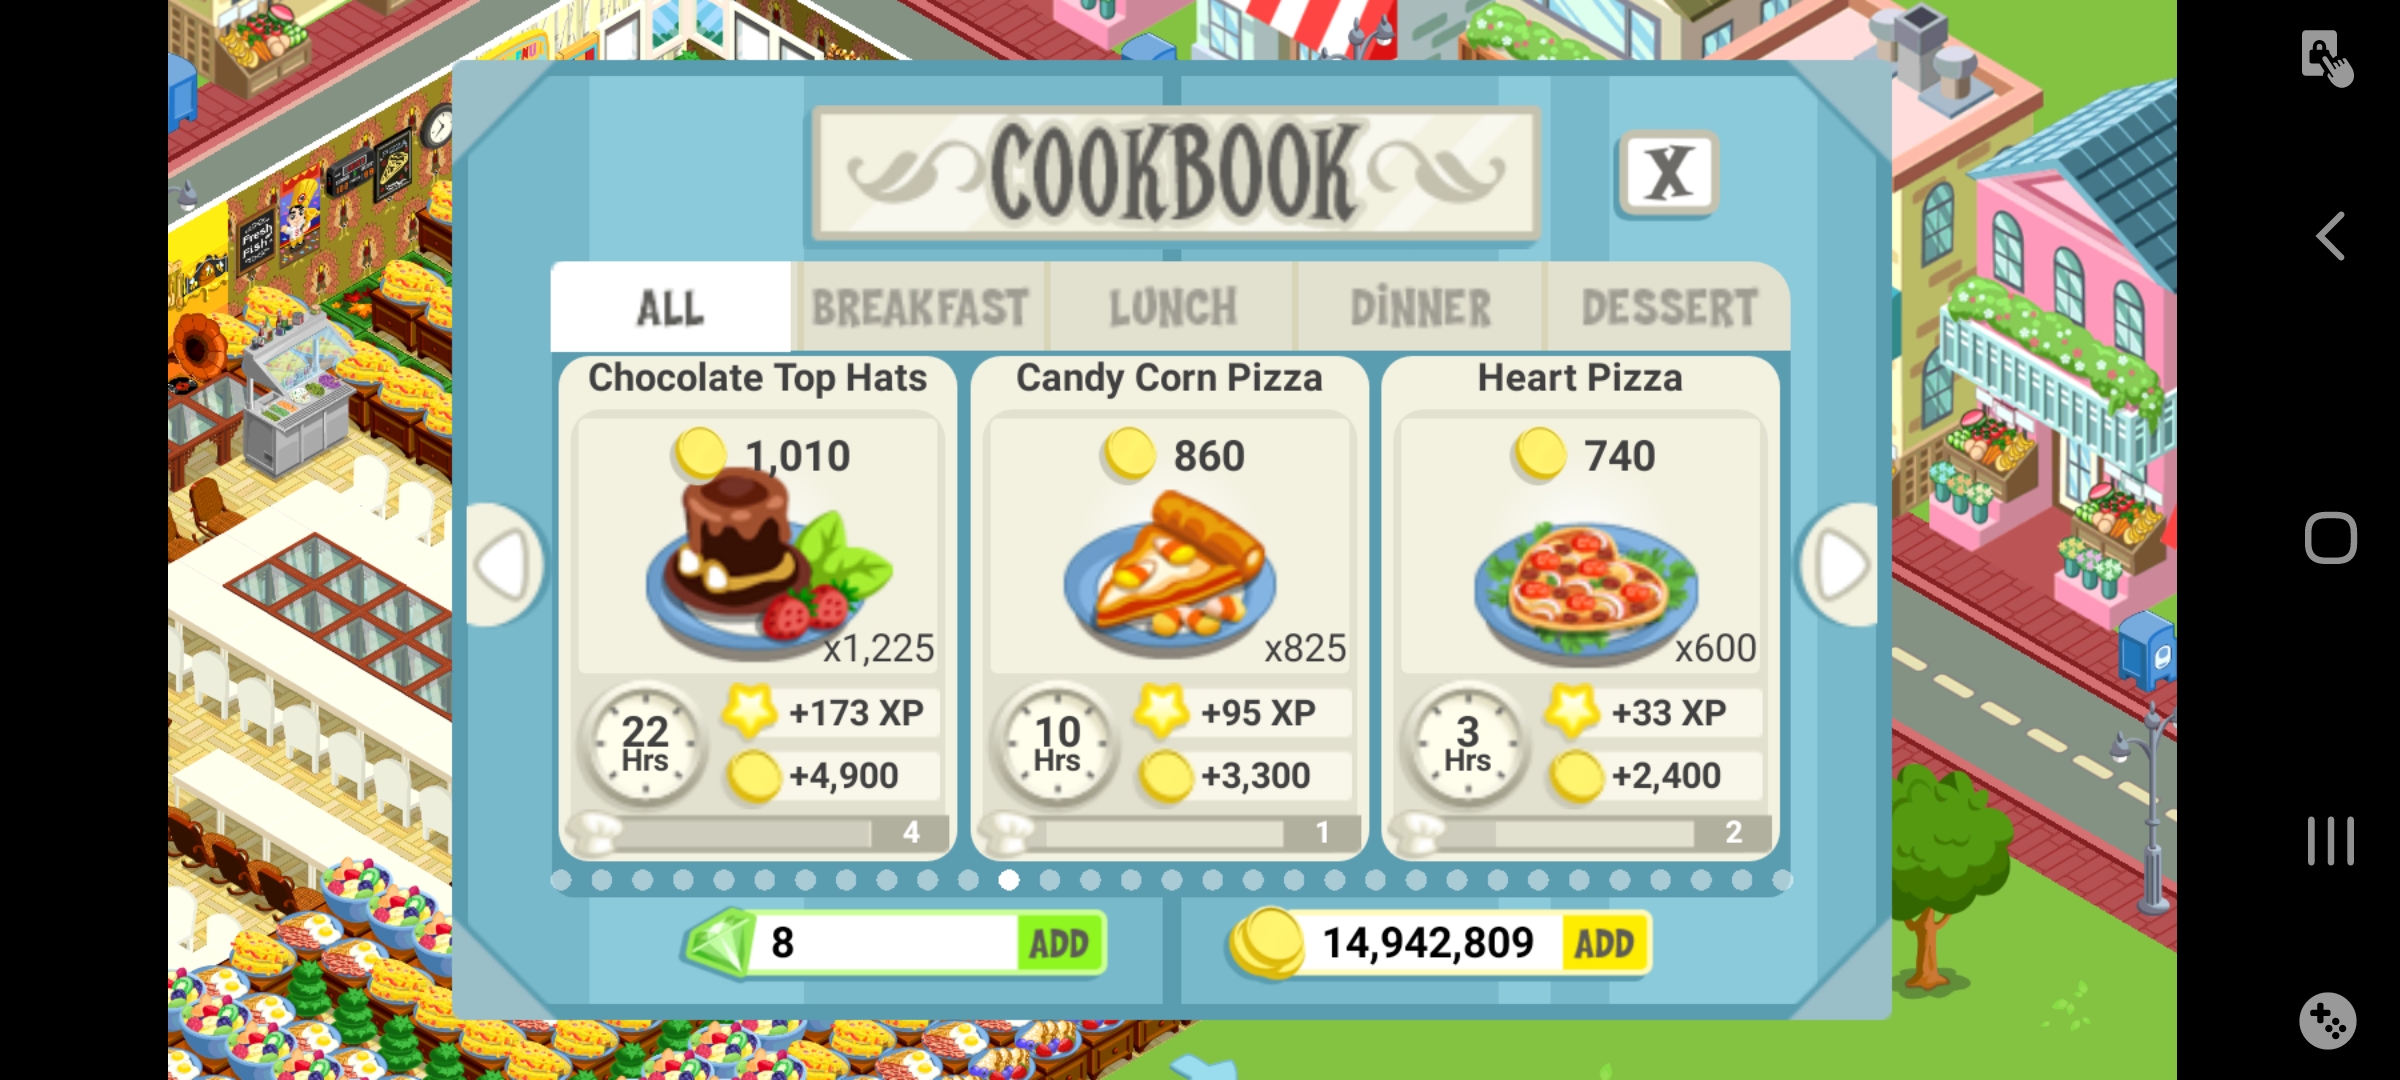 COOKBOOK
X
ALL
BREAKFAST
LUNCH
DINNER
DESSERT
Chocolate Top Hats
1,010
x1,225
22
Hrs
+173 XP
+4,900
4
Candy Corn Pizza
860
x825
10
Hrs
+95 XP
+3,300
1
Heart Pizza
740
x600
3
Hrs
+33 XP
+2,400
2
8
ADD
14,942,809
ADD
Fresh
Fish